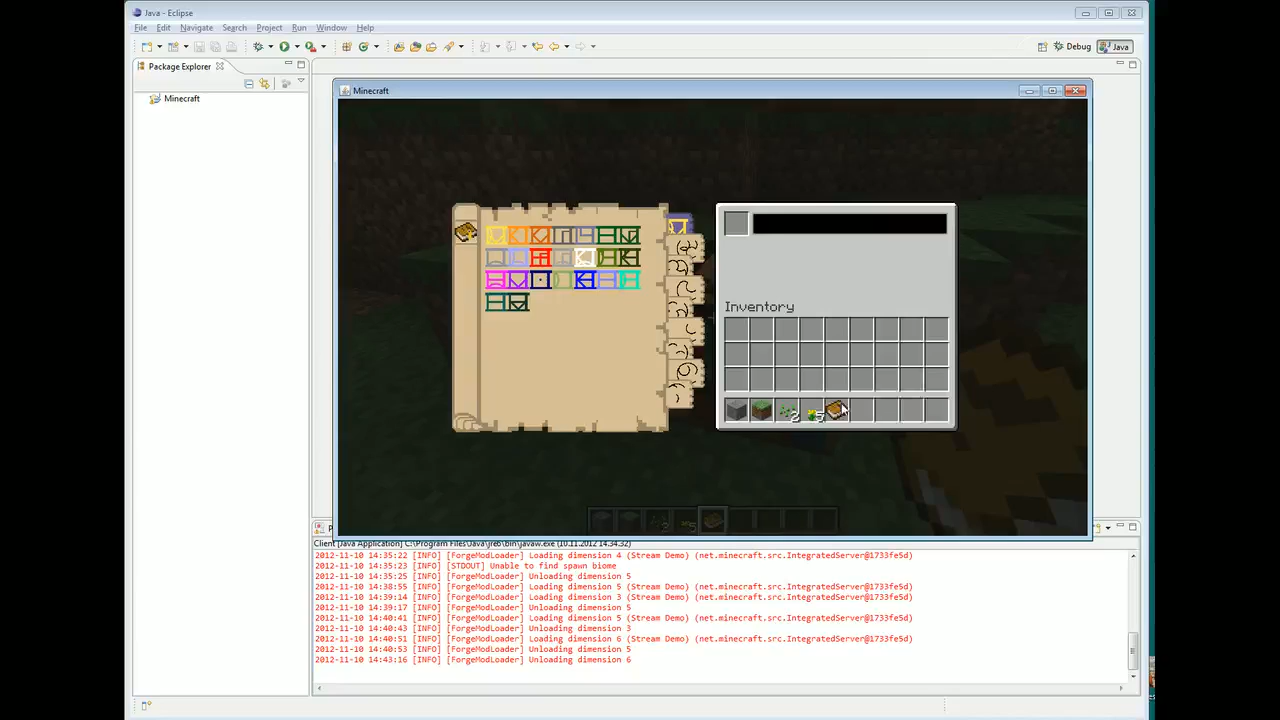 Java - Eclipse
File Edit Navigate Search Project Run Window Help
Debug Java
Package Explorer
Minecraft
Minecraft
Inventory
2 5
2 5
Client [Java Application] C:\Program Files\Java\jre6\bin\javaw.exe (10.11.2012 14.34.32)
2012-11-10 14:35:22 [INFO] [ForgeModLoader] Loading dimension 4 (Stream Demo) (net.minecraft.src.IntegratedServer@1733fe5d)
2012-11-10 14:35:23 [INFO] [STDOUT] Unable to find spawn biome
2012-11-10 14:35:25 [INFO] [ForgeModLoader] Unloading dimension 5
2012-11-10 14:38:55 [INFO] [ForgeModLoader] Loading dimension 5 (Stream Demo) (net.minecraft.src.IntegratedServer@1733fe5d)
2012-11-10 14:39:14 [INFO] [ForgeModLoader] Loading dimension 3 (Stream Demo) (net.minecraft.src.IntegratedServer@1733fe5d)
2012-11-10 14:39:17 [INFO] [ForgeModLoader] Unloading dimension 5
2012-11-10 14:40:41 [INFO] [ForgeModLoader] Loading dimension 5 (Stream Demo) (net.minecraft.src.IntegratedServer@1733fe5d)
2012-11-10 14:40:43 [INFO] [ForgeModLoader] Unloading dimension 3
2012-11-10 14:40:51 [INFO] [ForgeModLoader] Loading dimension 6 (Stream Demo) (net.minecraft.src.IntegratedServer@1733fe5d)
2012-11-10 14:40:53 [INFO] [ForgeModLoader] Unloading dimension 5
2012-11-10 14:43:16 [INFO] [ForgeModLoader] Unloading dimension 6